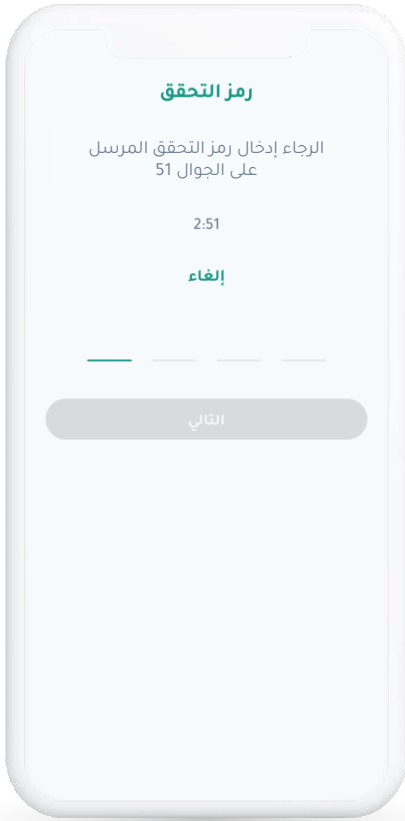 رمز التحقق
الرجاء إدخال رمز التحقق المرسل
على الجوال 51
2:51
إلغاء
التالي